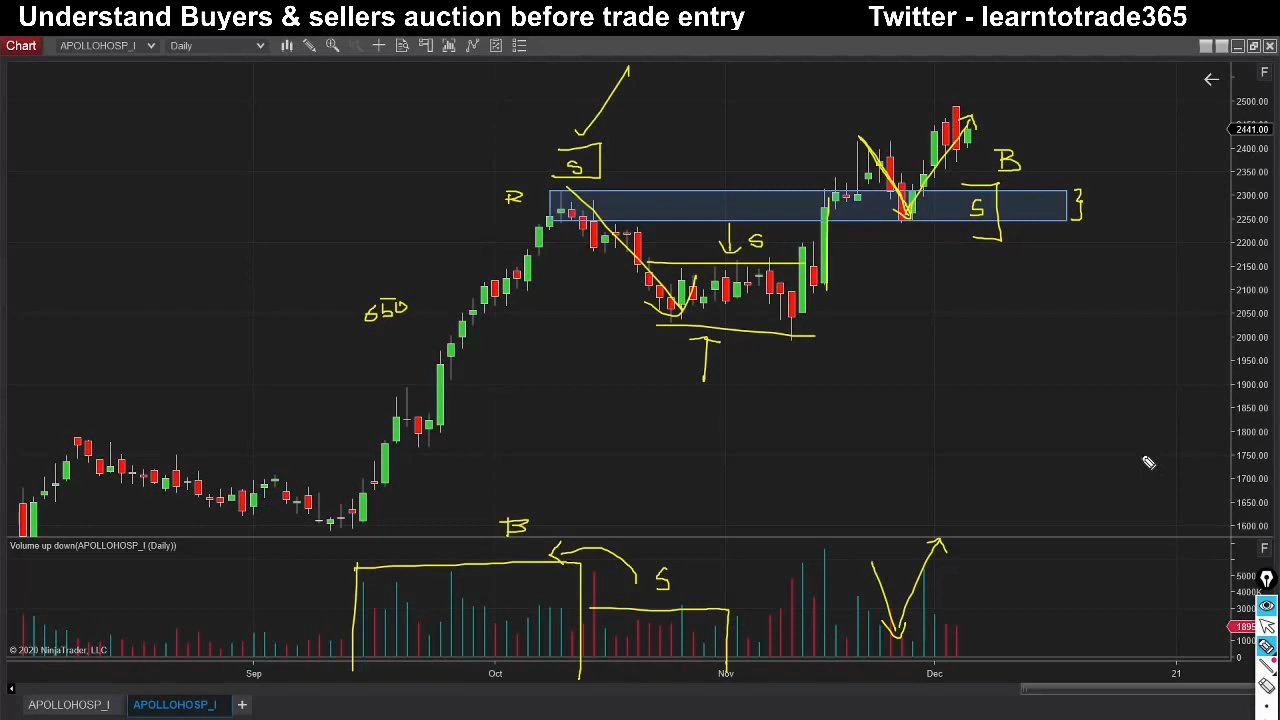 Understand Buyers & sellers auction before trade entry
Twitter - learntotrade365
Chart
APOLLOHOSP_I
Daily
F
2500.00
2441.00
2400.00
2350.00
2300.00
2250.00
2200.00
2150.00
2100.00
2050.00
2000.00
1950.00
1900.00
1850.00
1800.00
1750.00
1700.00
1650.00
1600.00
S
R
S
B
S
B
S
Volume up down(APOLLOHOSP_I (Daily))
F
5000
4000K
3000
1895
1000
0
© 2020 NinjaTrader, LLC
Sep
Oct
Nov
Dec
21
APOLLOHOSP_I
APOLLOHOSP_I
+